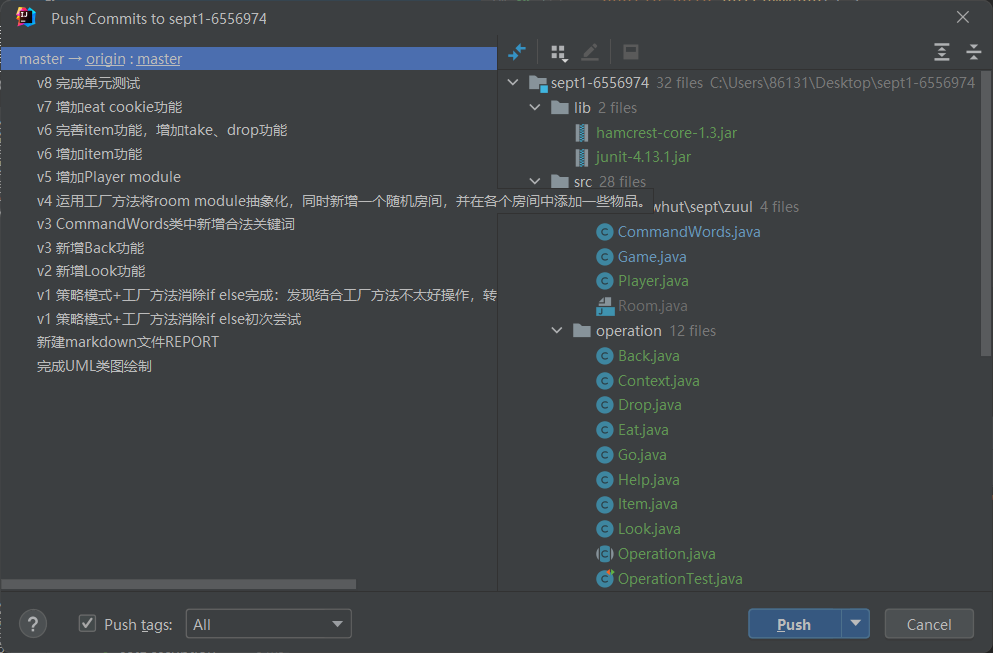 Push Commits to sept1-6556974
master → origin : master
v8 完成单元测试
v7 增加eat cookie功能
v6 完善item功能，增加take、drop功能
v6 增加item功能
v5 增加Player module
v4 运用工厂方法将room module抽象化，同时新增一个随机房间，并在各个房间中添加一些物品。
v3 CommandWords类中新增合法关键词
v3 新增Back功能
v2 新增Look功能
v1 策略模式+工厂方法消除if else完成：发现结合工厂方法不太好操作，转
v1 策略模式+工厂方法消除if else初次尝试
新建markdown文件REPORT
完成UML类图绘制
sept1-6556974 32 files C:\Users\86131\Desktop\sept1-6556974
lib 2 files
hamcrest-core-1.3.jar
junit-4.13.1.jar
src 28 files
whut\sept\zuul 4 files
CommandWords.java
Game.java
Player.java
Room.java
operation 12 files
Back.java
Context.java
Drop.java
Eat.java
Go.java
Help.java
Item.java
Look.java
Operation.java
OperationTest.java
? Push tags: All
Push Cancel